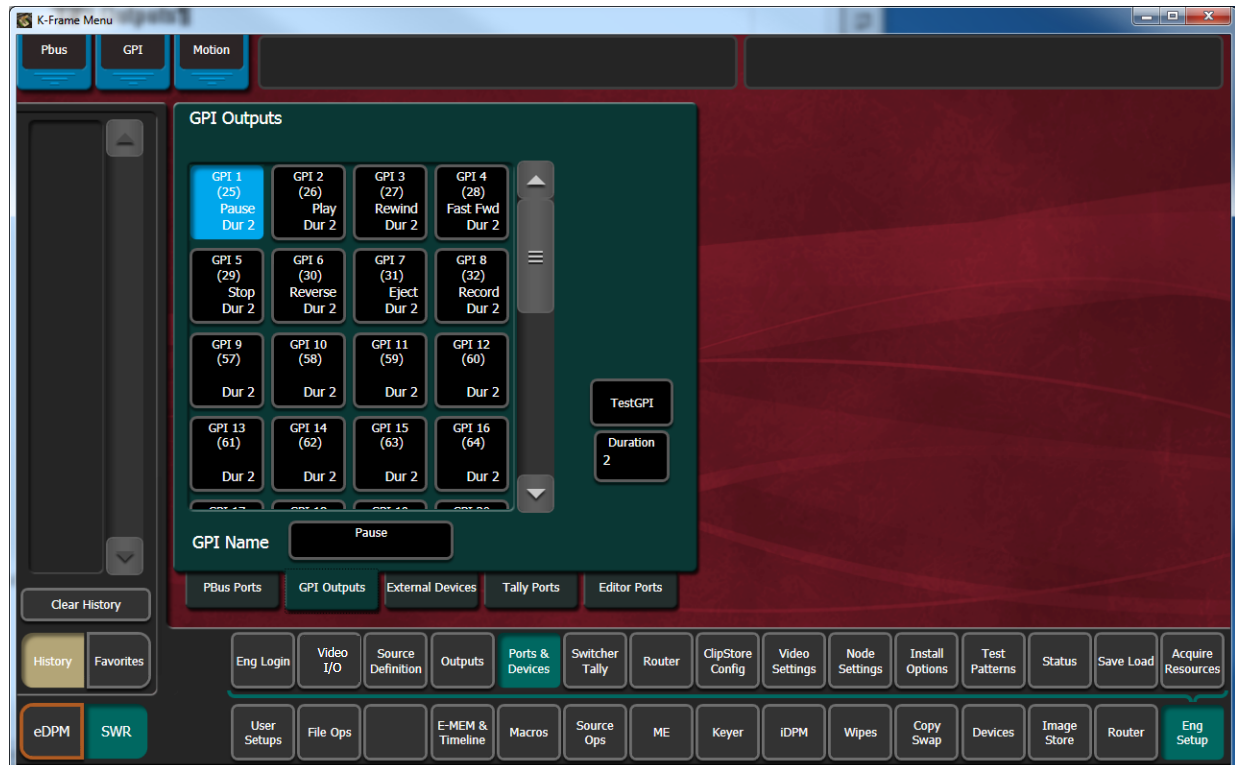 K-Frame Menu
Pbus
GPI
Motion
GPI Outputs
GPI 1
(25)
Pause
Dur 2
GPI 2
(26)
Play
Dur 2
GPI 3
(27)
Rewind
Dur 2
GPI 4
(28)
Fast Fwd
Dur 2
GPI 5
(29)
Stop
Dur 2
GPI 6
(30)
Reverse
Dur 2
GPI 7
(31)
Eject
Dur 2
GPI 8
(32)
Record
Dur 2
GPI 9
(57)
Dur 2
GPI 10
(58)
Dur 2
GPI 11
(59)
Dur 2
GPI 12
(60)
Dur 2
GPI 13
(61)
Dur 2
GPI 14
(62)
Dur 2
GPI 15
(63)
Dur 2
GPI 16
(64)
Dur 2
TestGPI
Duration
2
GPI Name
Pause
PBus Ports
GPI Outputs
External Devices
Tally Ports
Editor Ports
Clear History
History
Favorites
Eng Login
Video
I/O
Source
Definition
Outputs
Ports &
Devices
Switcher
Tally
Router
ClipStore
Config
Video
Settings
Node
Settings
Install
Options
Test
Patterns
Status
Save Load
Acquire
Resources
eDPM
SWR
User
Setups
File Ops
E-MEM &
Timeline
Macros
Source
Ops
ME
Keyer
iDPM
Wipes
Copy
Swap
Devices
Image
Store
Router
Eng
Setup